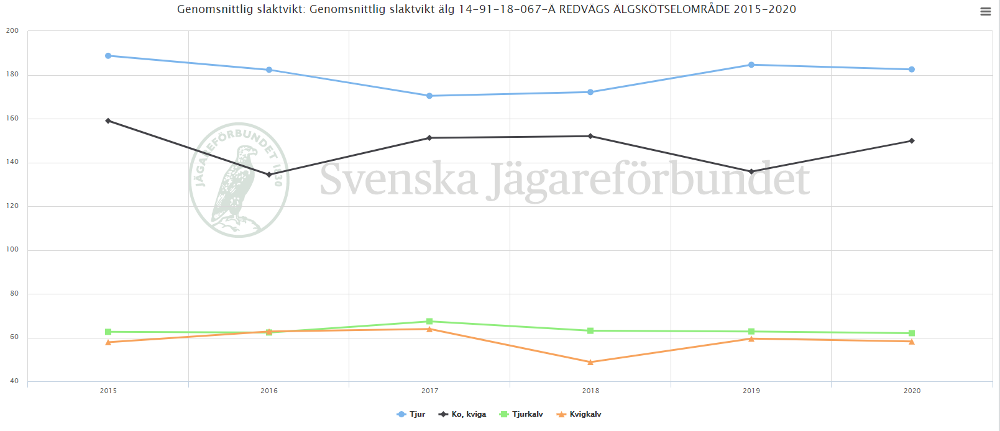 Genomsnittlig slaktvikt: Genomsnittlig slaktvikt älg 14-91-18-067-Ä REDVÄGS ÄLGSKÖTSELOMRÅDE 2015-2020
200
180
160
140
120
100
80
60
40
JÄGAREFÖRBUNDET 1830
Svenska Jägareförbundet
2015 2016 2017 2018 2019 2020
Tjur Ko, kviga Tjurkalv Kvigkalv